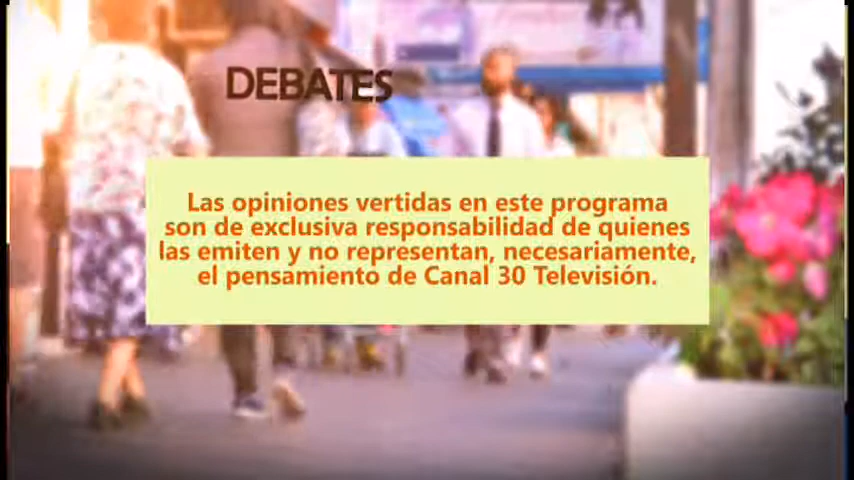 DEBATES
Las opiniones vertidas en este programa
son de exclusiva responsabilidad de quienes
las emiten y no representan, necesariamente,
el pensamiento de Canal 30 Televisión.